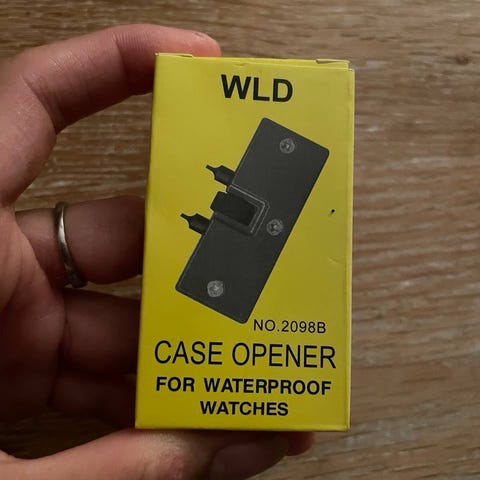 WLD
NO.2098B
CASE OPENER
FOR WATERPROOF
WATCHES